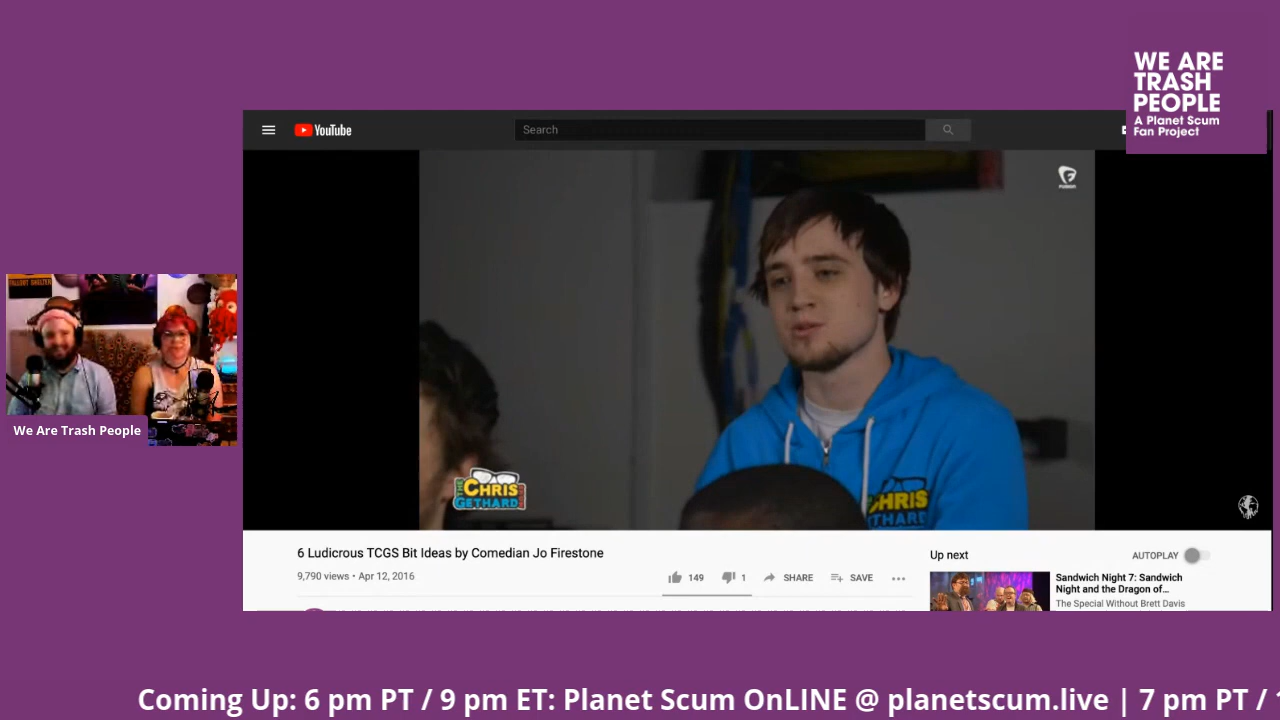 WE ARE
TRASH
PEOPLE
A Planet Scum
Fan Project
YouTube
Search
FUSION
FALLOUT SHELTER
We Are Trash People
THE
CHRIS
GETHARD
CHRIS
GETHARD
6 Ludicrous TCGS Bit Ideas by Comedian Jo Firestone
9,790 views • Apr 12, 2016
149
1
SHARE
SAVE
Up next
AUTOPLAY
Sandwich Night 7: Sandwich
Night and the Dragon of...
The Special Without Brett Davis
Coming Up: 6 pm PT / 9 pm ET: Planet Scum OnLINE @ planetscum.live | 7 pm PT /